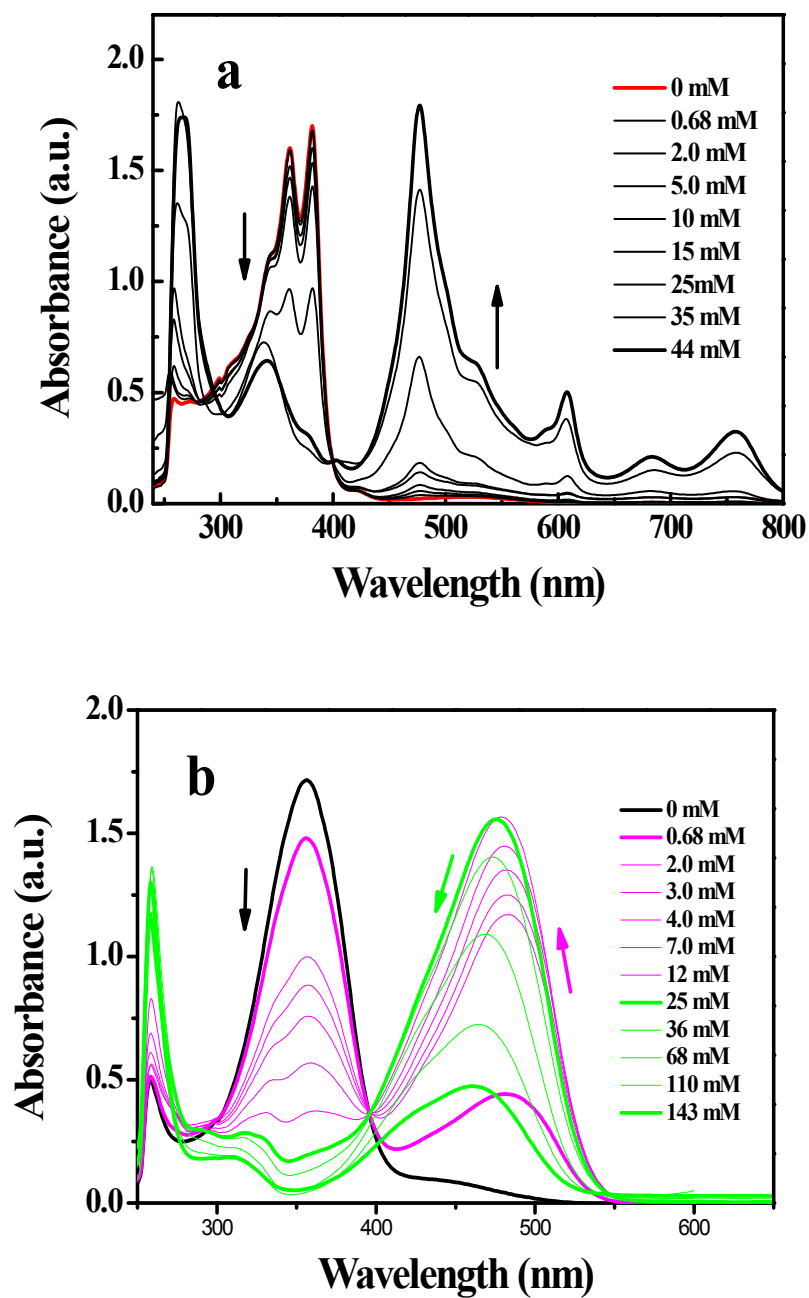 a
0 mM
0.68 mM
2.0 mM
5.0 mM
10 mM
15 mM
25mM
35 mM
44 mM
2.0
1.5
1.0
0.5
0.0
Absorbance (a.u.)
300 400 500 600 700 800
Wavelength (nm)
b
0 mM
0.68 mM
2.0 mM
3.0 mM
4.0 mM
7.0 mM
12 mM
25 mM
36 mM
68 mM
110 mM
143 mM
2.0
1.5
1.0
0.5
0.0
Absorbance (a.u.)
300 400 500 600
Wavelength (nm)